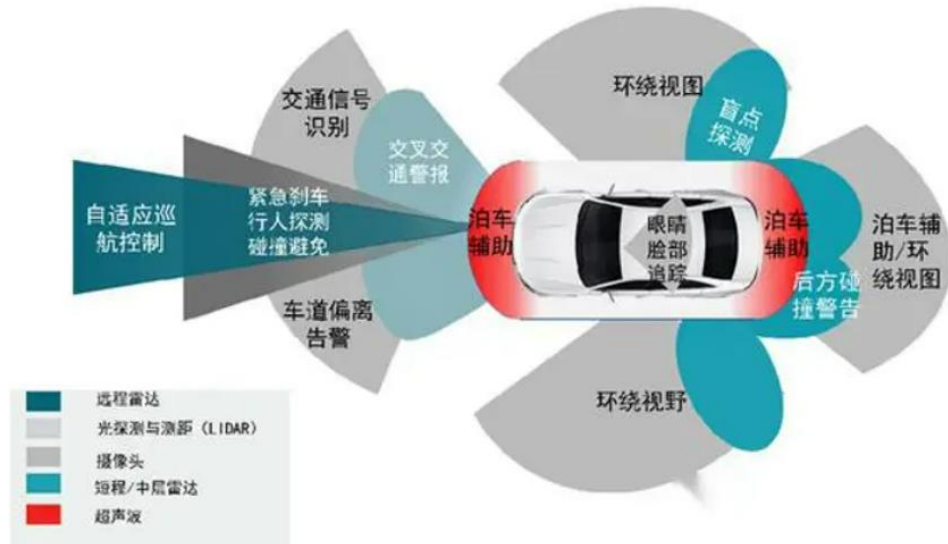 交通信号
识别
交叉交
通警报
环绕视图
盲点
探测
自适应巡
航控制
紧急刹车
行人探测
碰撞避免
泊车
辅助
眼睛
脸部
追踪
泊车
辅助
泊车辅
助/环
绕视图
后方碰
撞警告
车道偏离
告警
环绕视野
远程雷达
光探测与测距（LIDAR）
摄像头
短程/中层雷达
超声波